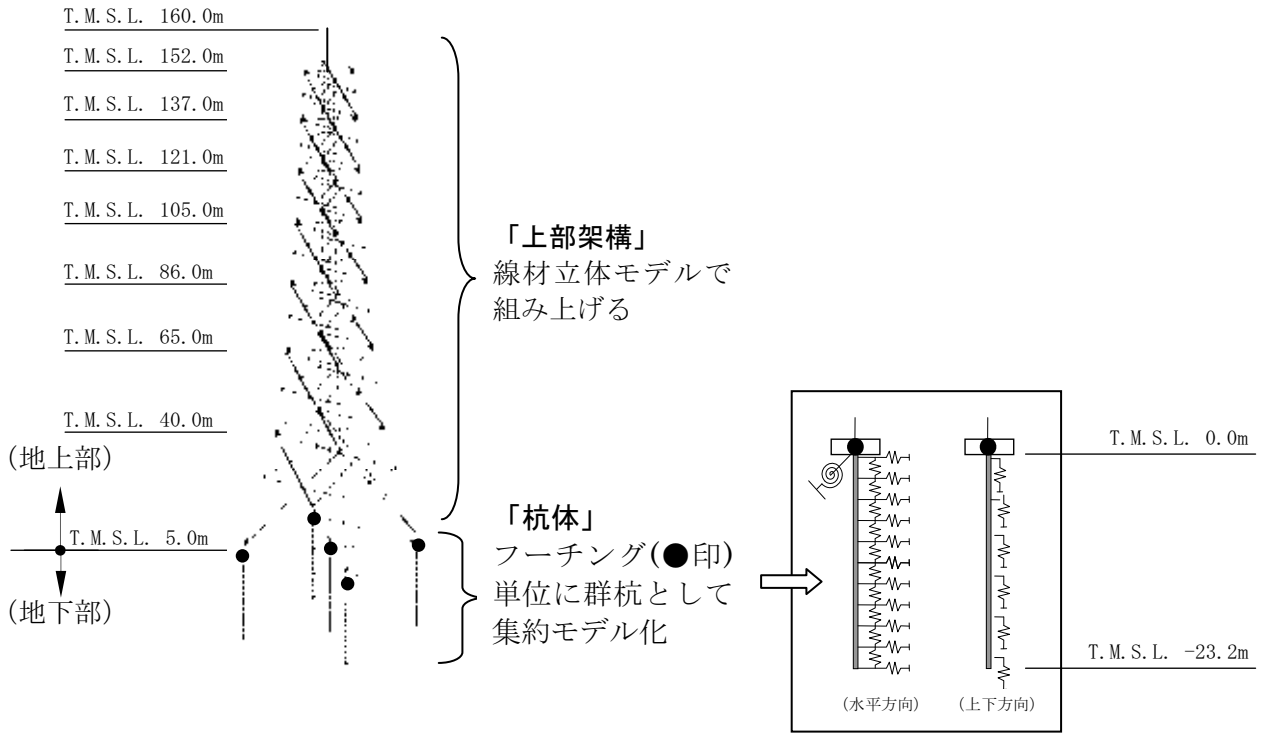 T.M.S.L. 160.0m
T.M.S.L. 152.0m
T.M.S.L. 137.0m
T.M.S.L. 121.0m
T.M.S.L. 105.0m
T.M.S.L. 86.0m
T.M.S.L. 65.0m
T.M.S.L. 40.0m
(地上部)
T.M.S.L. 5.0m
(地下部)
「上部架構」
線材立体モデルで
組み上げる
「杭体」
フーチング(●印)
単位に群杭として
集約モデル化
T.M.S.L. 0.0m
T.M.S.L. -23.2m
(水平方向)
(上下方向)